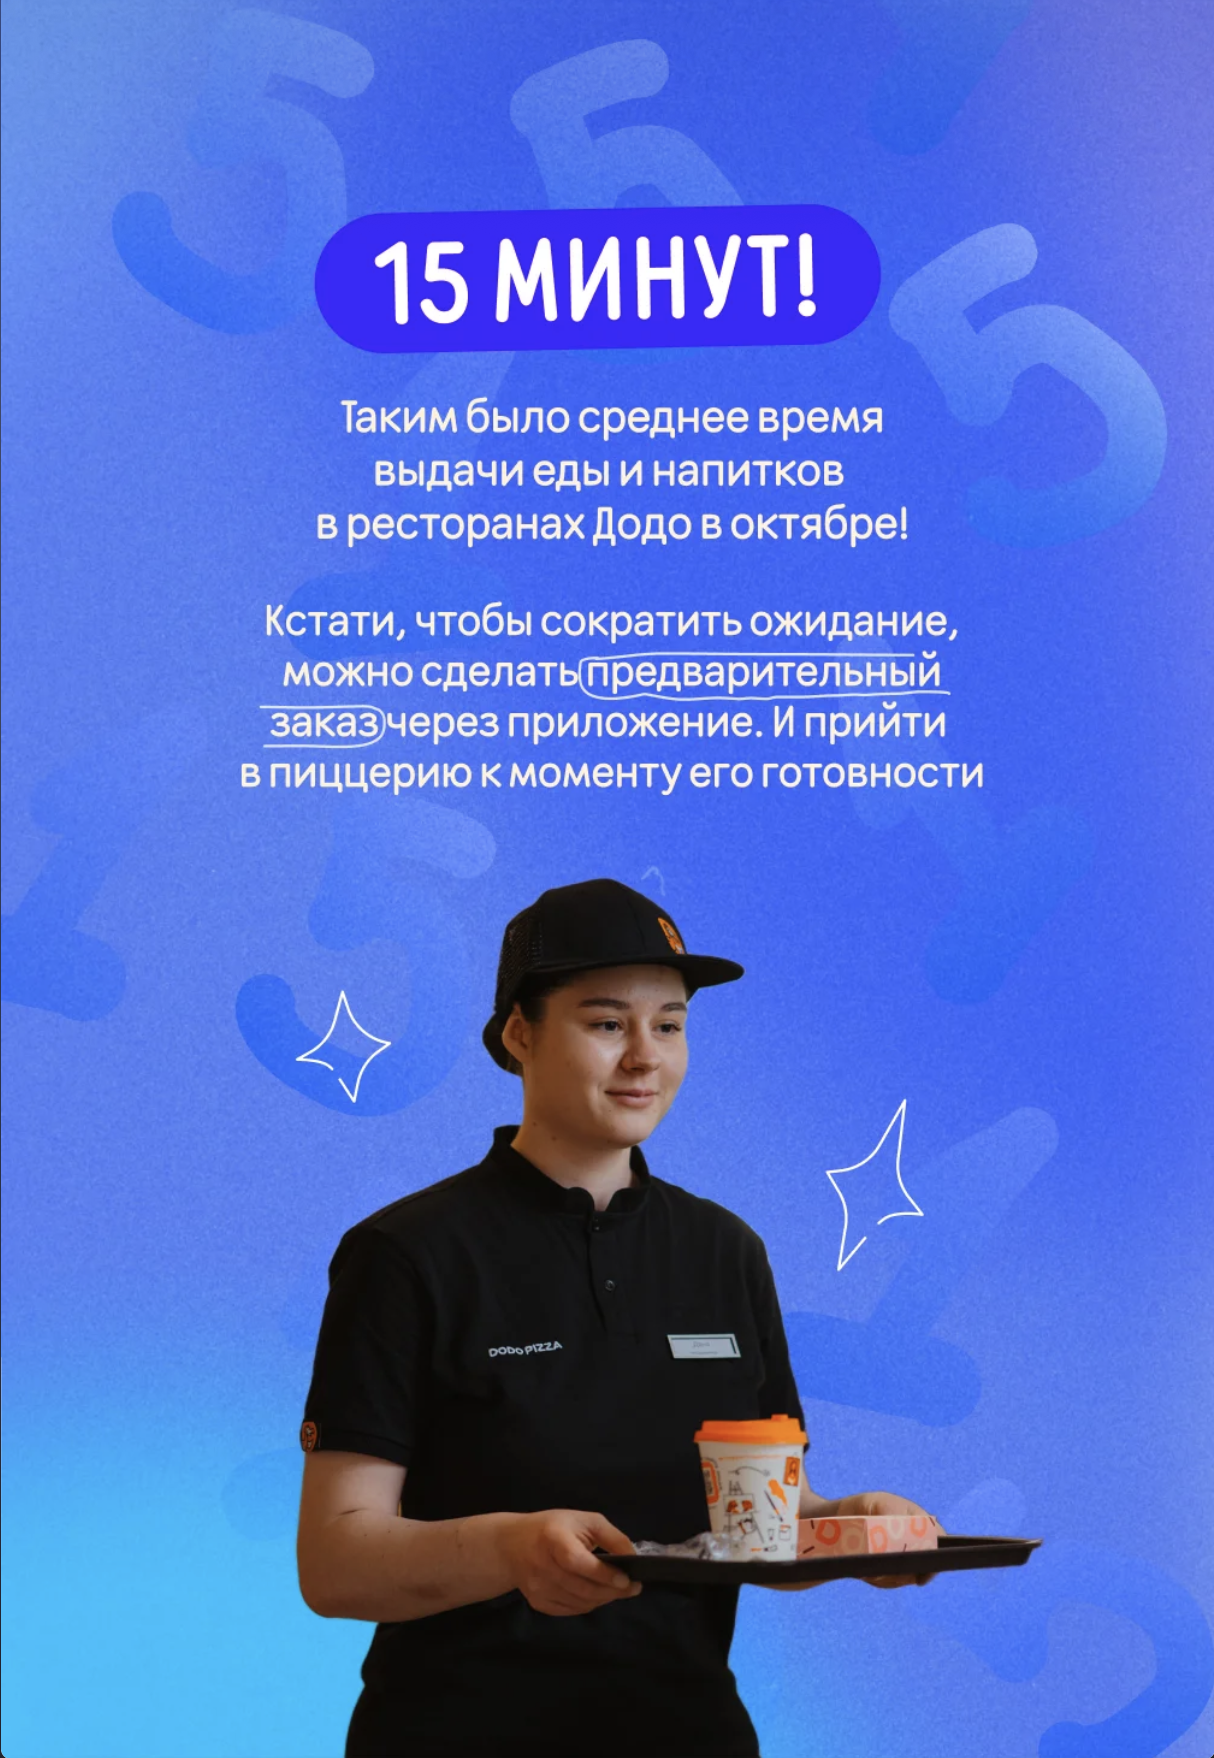 15 МИНУТ!
Таким было среднее время
выдачи еды и напитков
в ресторанах Додо в октябре!
Кстати, чтобы сократить ожидание,
можно сделать предварительный
заказ через приложение. И прийти
в пиццерию к моменту его готовности
DODO PIZZA